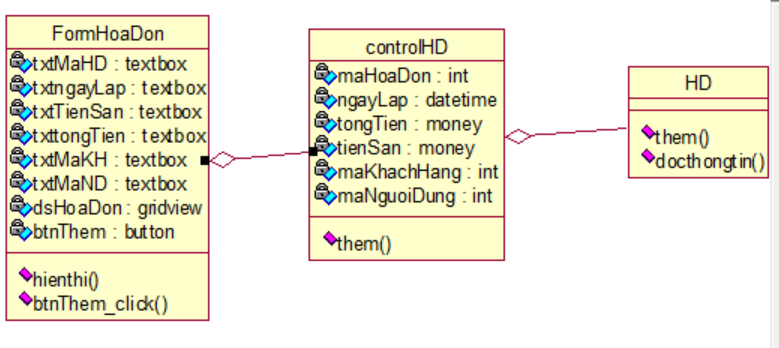 FormHoaDon
txtMaHD : textbox
txtngayLap : textbox
txtTienSan : textbox
txttongTien : textbox
txtMaKH : textbox
txtMaND : textbox
dsHoaDon : gridview
btnThem : button
hienthi()
btnThem_click()
controlHD
maHoaDon : int
ngayLap : datetime
tongTien : money
tienSan : money
maKhachHang : int
maNguoiDung : int
them()
HD
them()
docthongtin()